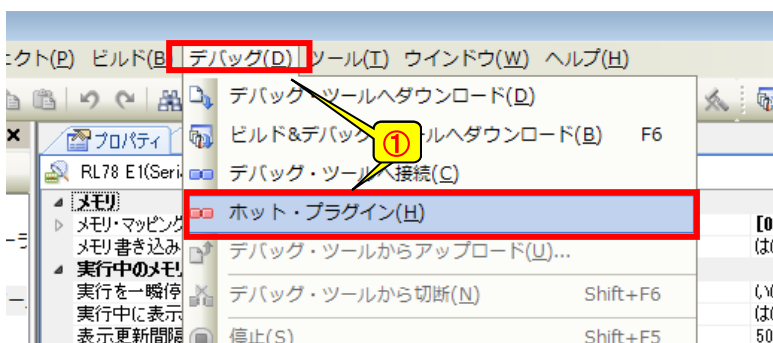 クト(P) ビルド(B) デバッグ(D) ツール(T) ウインドウ(W) ヘルプ(H)
デバッグ・ツールへダウンロード(D)
プロパティ
ビルド&デバッグ・ツールへダウンロード(B) F6
①
RL78 E1(Seri
デバッグ・ツールへ接続(C)
メモリ
ホット・プラグイン(H)
メモリ・マッピング
[0
メモリ書き込み
デバッグ・ツールからアップロード(U)...
(は
実行中のメモリ
実行を一瞬停
デバッグ・ツールから切断(N) Shift+F6
(い
実行中に表示
(は
表示更新間隔
停止(S) Shift+F5
50